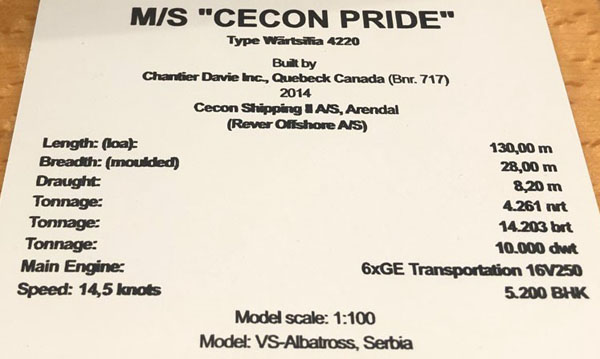 M/S "CECON PRIDE"
Type Wärtsilia 4220
Built by
Chantier Davie Inc., Quebeck Canada (Bnr. 717)
2014
Cecon Shipping II A/S, Arendal
(Rever Offshore A/S)
Length: (loa): 130,00 m
Breadth: (moulded) 28,00 m
Draught: 8,20 m
Tonnage: 4.261 nrt
Tonnage: 14.203 brt
Tonnage: 10.000 dwt
Main Engine: 6xGE Transportation 16V250
Speed: 14,5 knots 5.200 BHK
Model scale: 1:100
Model: VS-Albatross, Serbia